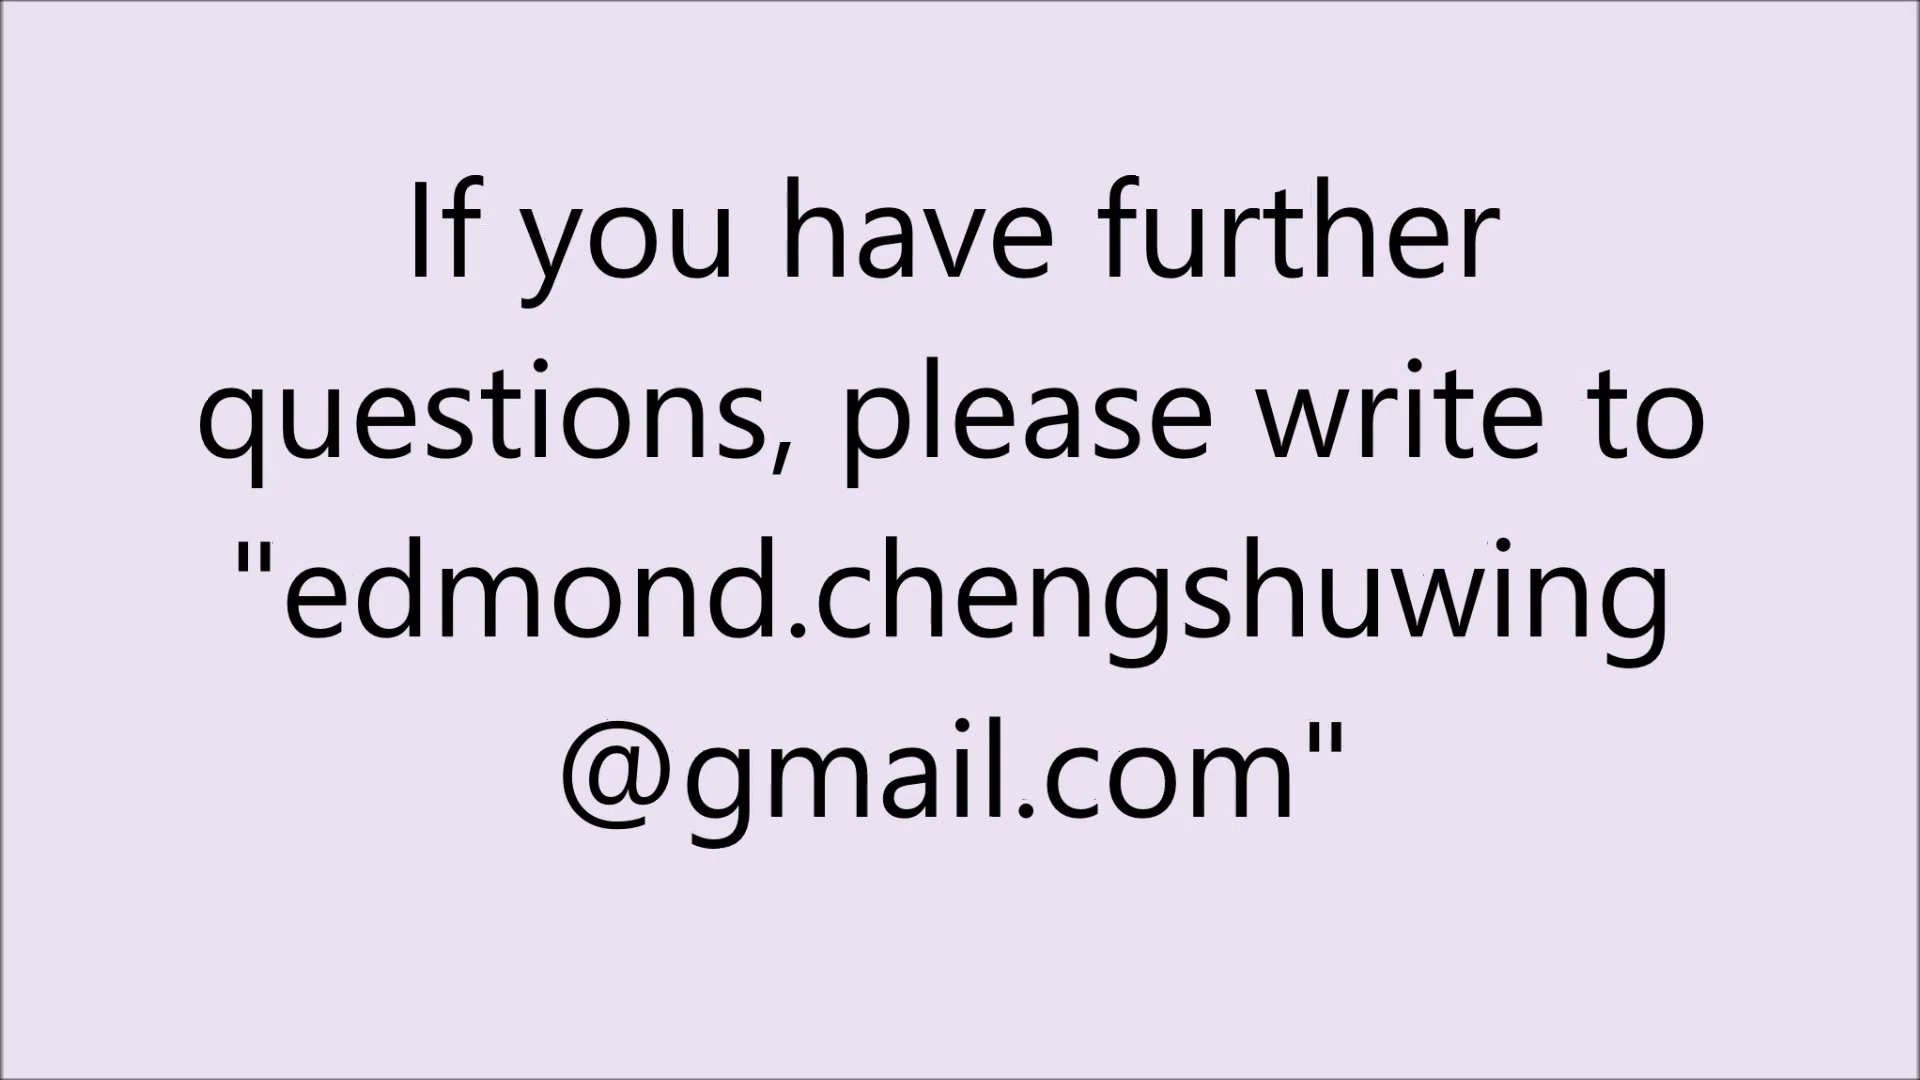 If you have further
questions, please write to
"edmond.chengshuwing
@gmail.com"